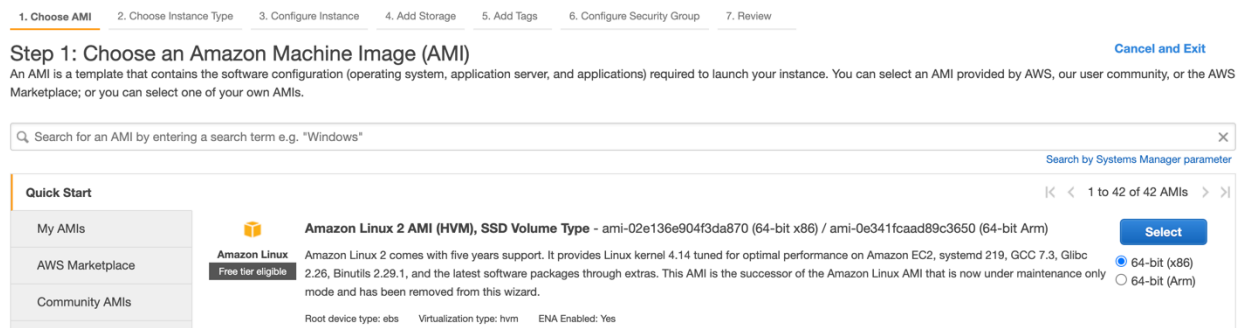 1. Choose AMI 2. Choose Instance Type 3. Configure Instance 4. Add Storage 5. Add Tags 6. Configure Security Group 7. Review
Step 1: Choose an Amazon Machine Image (AMI)
Cancel and Exit
An AMI is a template that contains the software configuration (operating system, application server, and applications) required to launch your instance. You can select an AMI provided by AWS, our user community, or the AWS
Marketplace; or you can select one of your own AMIs.
Search for an AMI by entering a search term e.g. "Windows"
Search by Systems Manager parameter
Quick Start
1 to 42 of 42 AMIs
My AMIs
AWS Marketplace
Community AMIs
Amazon Linux
Free tier eligible
Amazon Linux 2 AMI (HVM), SSD Volume Type - ami-02e136e904f3da870 (64-bit x86) / ami-0e341fcaad89c3650 (64-bit Arm)
Amazon Linux 2 comes with five years support. It provides Linux kernel 4.14 tuned for optimal performance on Amazon EC2, systemd 219, GCC 7.3, Glibc
2.26, Binutils 2.29.1, and the latest software packages through extras. This AMI is the successor of the Amazon Linux AMI that is now under maintenance only
mode and has been removed from this wizard.
Root device type: ebs Virtualization type: hvm ENA Enabled: Yes
Select
64-bit (x86)
64-bit (Arm)